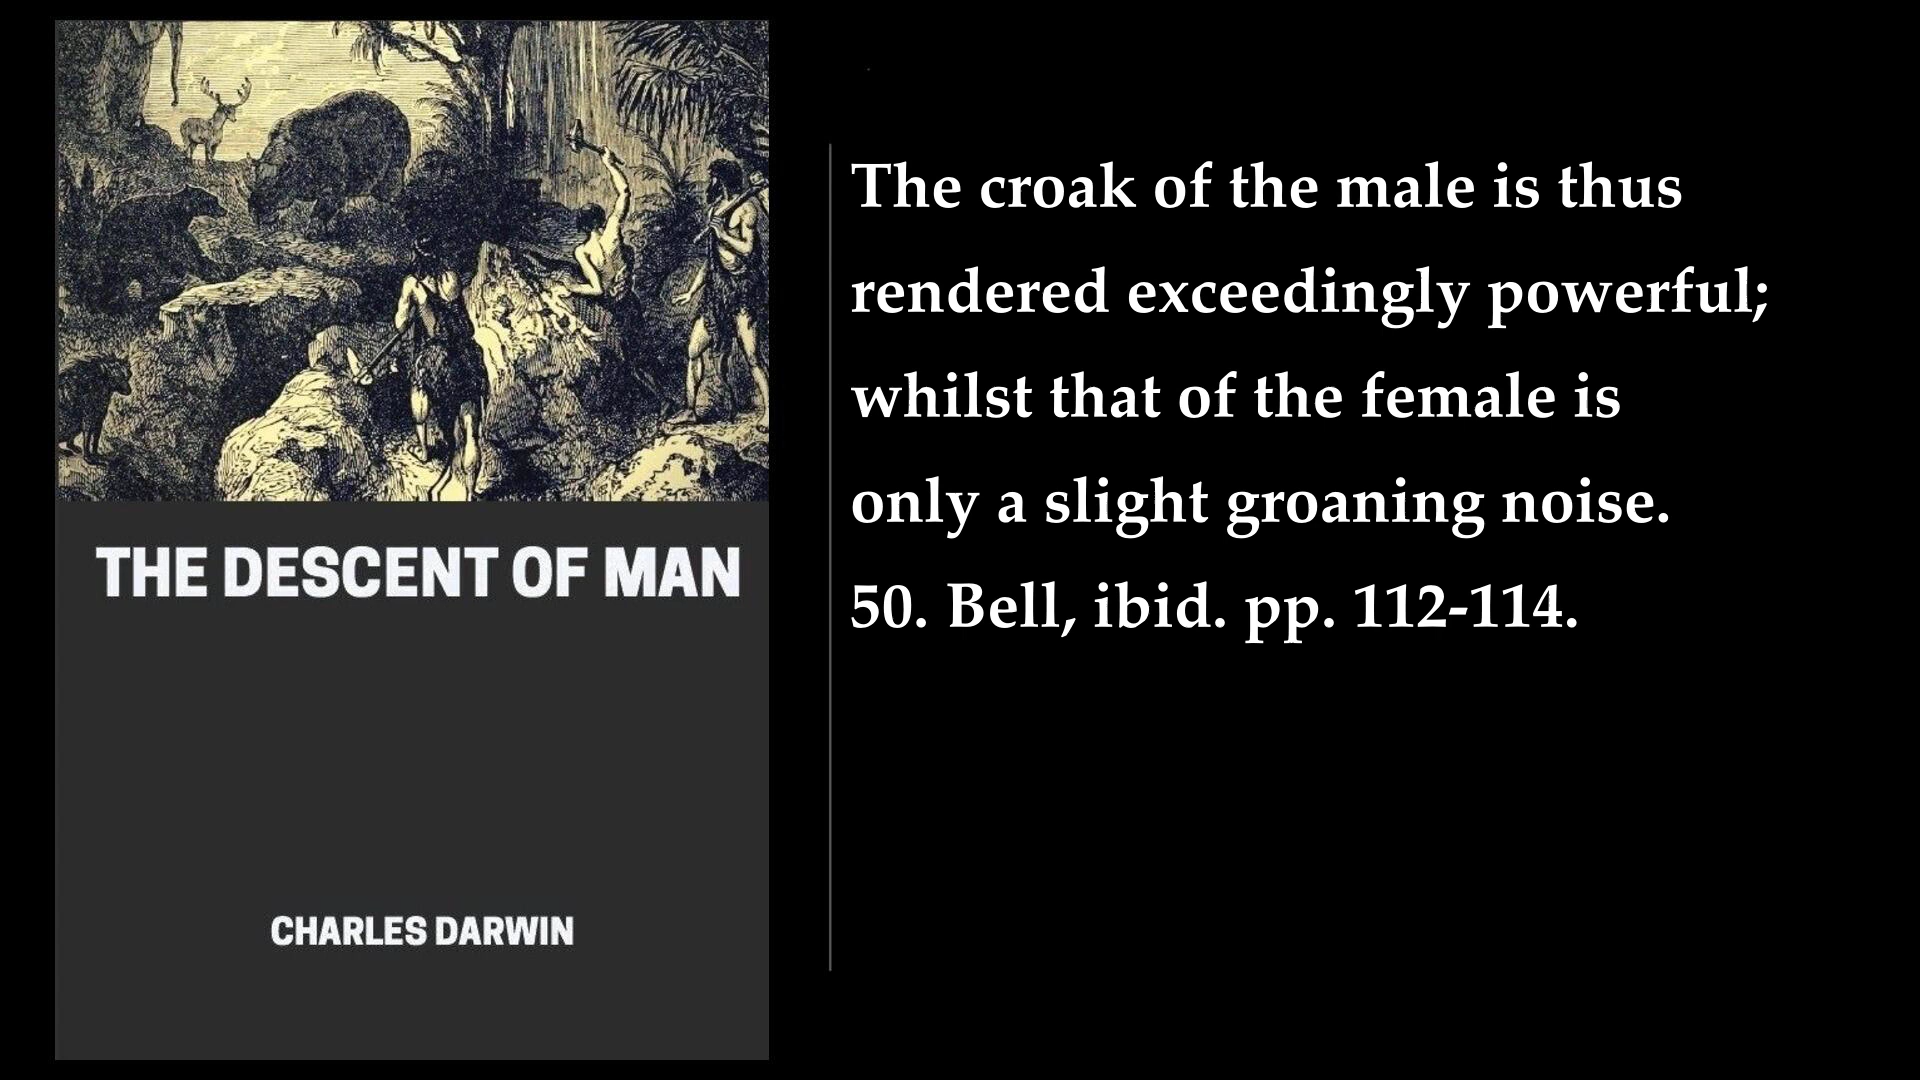 THE DESCENT OF MAN
CHARLES DARWIN
The croak of the male is thus
rendered exceedingly powerful;
whilst that of the female is
only a slight groaning noise.
50. Bell, ibid. pp. 112-114.